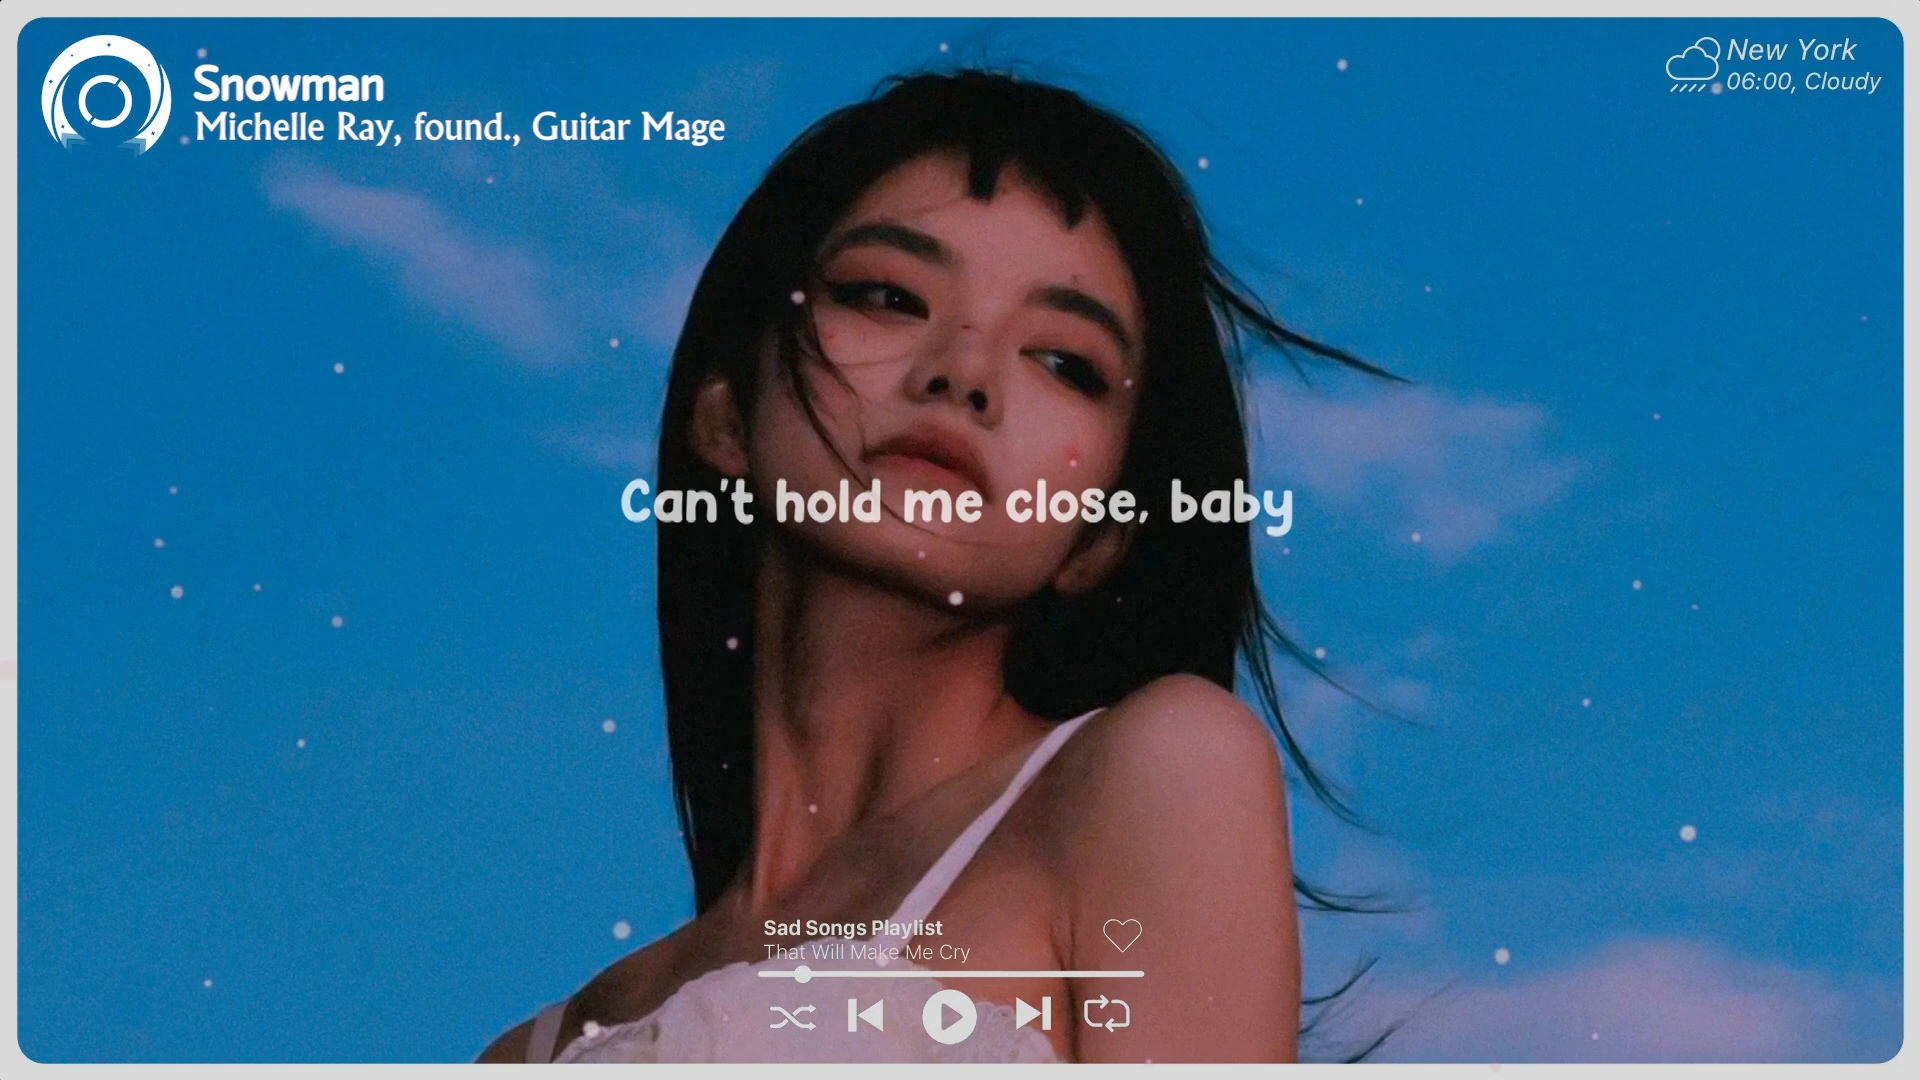 Snowman
Michelle Ray, found., Guitar Mage
New York
06:00, Cloudy
Can't hold me close, baby
Sad Songs Playlist
That Will Make Me Cry